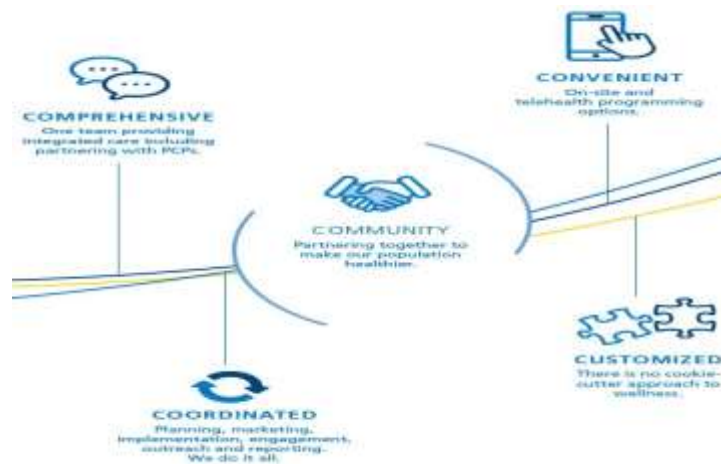 COMPREHENSIVE
One team providing
integrated care including
partnering with PCPs.
CONVENIENT
On-site and
telehealth programming
options.
COMMUNITY
Partnering together to
make our population
healthier.
COORDINATED
Planning, marketing,
implementation, engagement,
outreach and reporting.
We do it all.
CUSTOMIZED
There is no cookie-
cutter approach to
wellness.